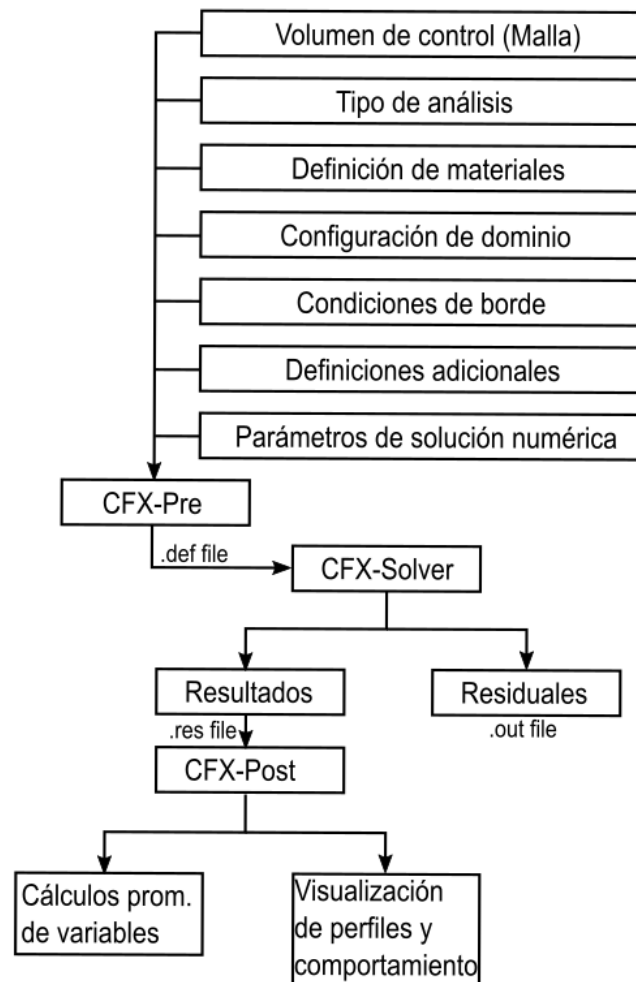 Volumen de control (Malla)
Tipo de análisis
Definición de materiales
Configuración de dominio
Condiciones de borde
Definiciones adicionales
Parámetros de solución numérica
CFX-Pre
.def file
CFX-Solver
Resultados
Residuales
.res file
.out file
CFX-Post
Cálculos prom.
de variables
Visualización
de perfiles y
comportamiento